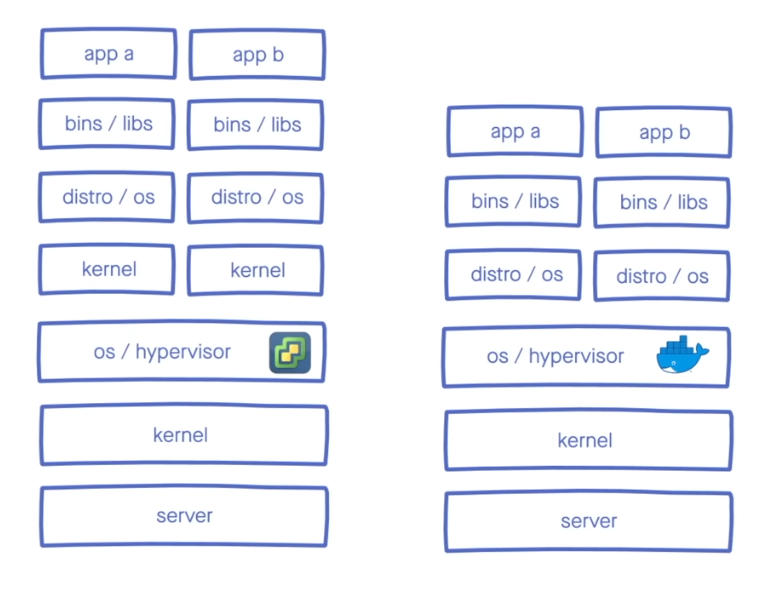 app a
app b
bins / libs
bins / libs
distro / os
distro / os
kernel
kernel
os / hypervisor
kernel
server
app a
app b
bins / libs
bins / libs
distro / os
distro / os
os / hypervisor
kernel
server